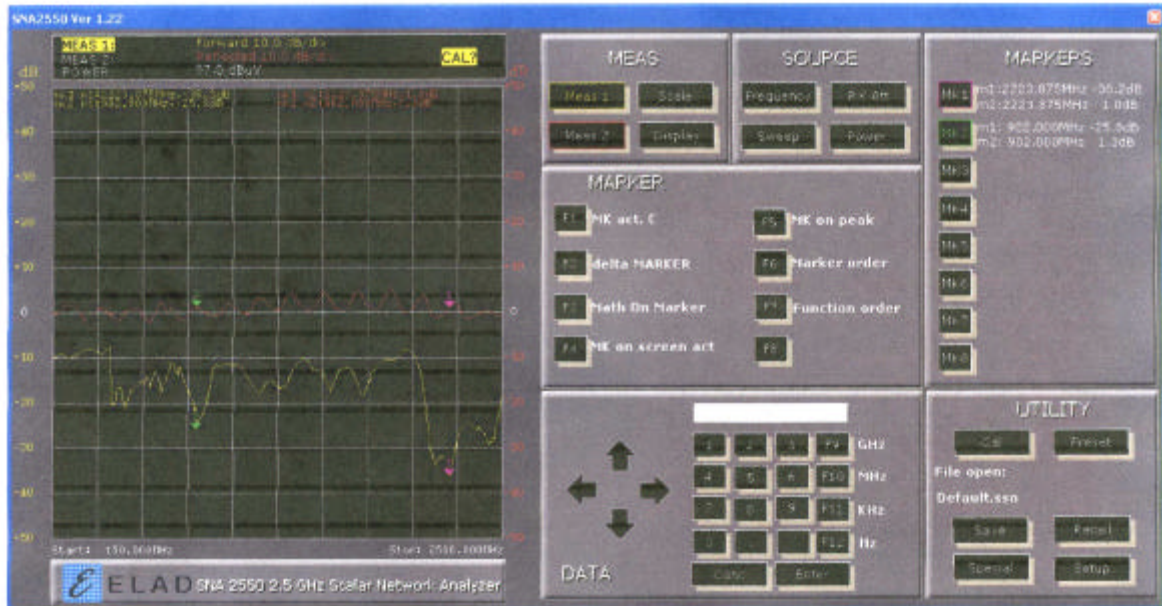 SNA2550 Ver 1.22
MEAS 1: Forward 10.0 dB/div
MEAS 2: Reflected 10.0 dB/div
POWER 97.0 dBuV
CAL?
dB
dB
+50
+40
+30
+20
+10
0
0
-10
-20
-30
-40
-50
Start: 150.000MHz
Stop: 2500.000MHz
ELAD SNA 2550 2.5 GHz Scalar Network Analyzer
MEAS
Meas 1
Scale
Meas 2
Display
SOURCE
Frequency
RX Att
Sweep
Power
MARKER
F1 MK act. C
F5 MK on peak
F2 delta MARKER
F6 Marker order
F3 Math On Marker
F7 Function order
F4 MK on screen act
F8
MARKERS
Mk1
m2:2223.875MHz 1.0dB
Mk2 m1: 902.000MHz -25.8dB
m2: 902.000MHz 1.3dB
Mk3
Mk4
Mk5
Mk6
Mk7
Mk8
DATA
1 2 3 F9 GHz
4 5 6 F10 MHz
7 8 9 F11 KHz
0 . - F12 Hz
Canc
Enter
UTILITY
Cal
Preset
File open:
Default.ssn
Save
Recall
Special
Setup